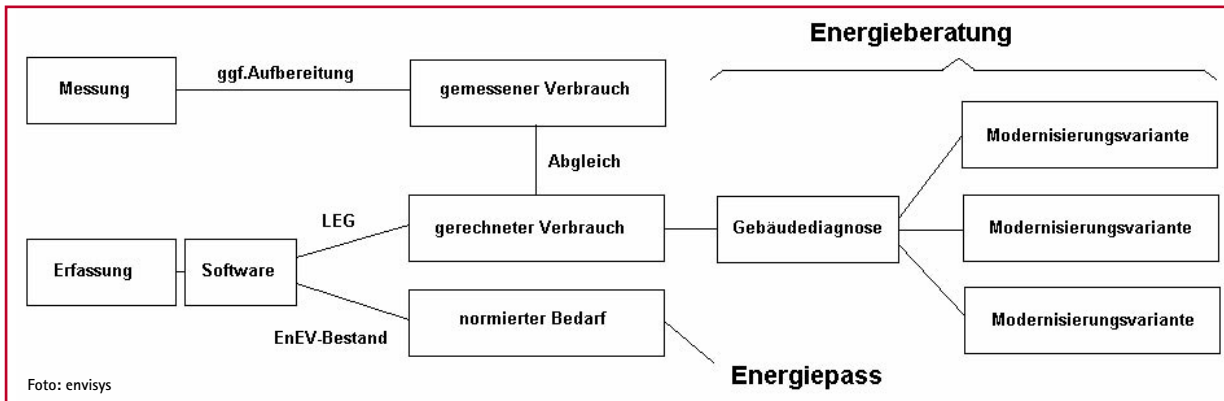 Energieberatung
Messung
ggf.Aufbereitung
gemessener Verbrauch
Modernisierungsvariante
Abgleich
LEG
gerechneter Verbrauch
Gebäudediagnose
Modernisierungsvariante
Erfassung
Software
EnEV-Bestand
normierter Bedarf
Modernisierungsvariante
Energiepass
Foto: envisys